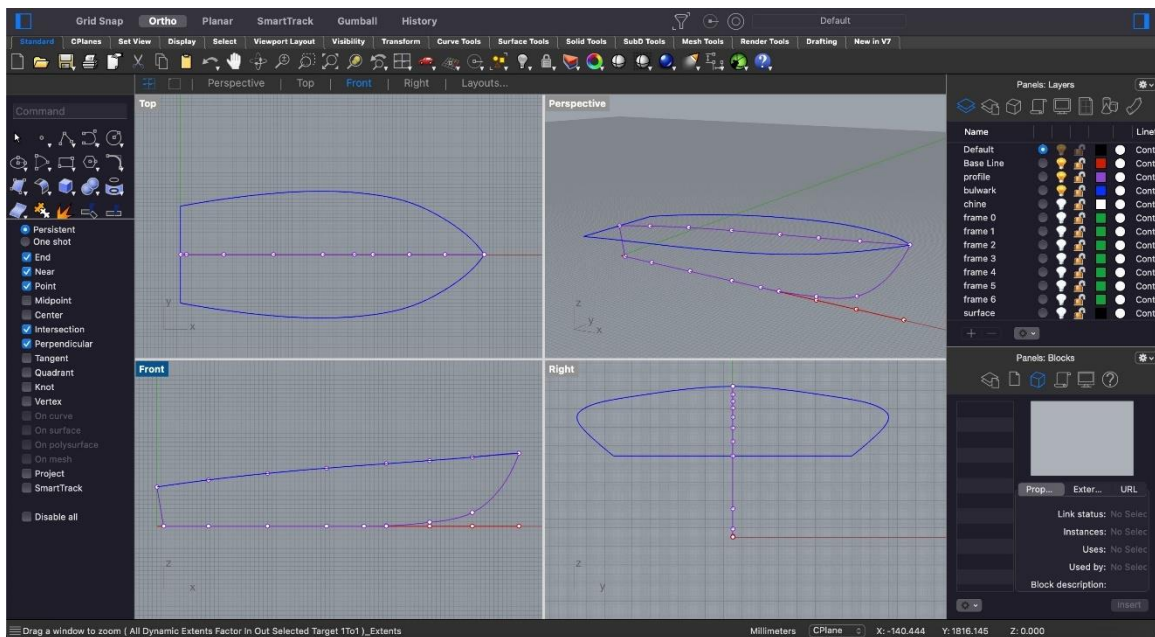 Grid Snap Ortho Planar SmartTrack Gumball History Default
Standard CPlanes Set View Display Select Viewport Layout Visibility Transform Curve Tools Surface Tools Solid Tools SubD Tools Mesh Tools Render Tools Drafting New in V7
Perspective Top Front Right Layouts...
Command
Persistent
One shot
End
Near
Point
Midpoint
Center
Intersection
Perpendicular
Tangent
Quadrant
Knot
Vertex
On curve
On surface
On polysurface
On mesh
Project
SmartTrack
Disable all
Top
y
x
Perspective
z
y
x
Front
z
x
Right
z
y
Panels: Layers
Name Linet
Default Cont
Base Line Cont
profile Cont
bulwark Cont
chine Cont
frame 0 Cont
frame 1 Cont
frame 2 Cont
frame 3 Cont
frame 4 Cont
frame 5 Cont
frame 6 Cont
surface Cont
Panels: Blocks
Prop... Exter... URL
Link status: No Selec
Instances: No Selec
Uses: No Selec
Used by: No Selec
Block description:
Insert
Drag a window to zoom ( All Dynamic Extents Factor In Out Selected Target 1To1 )_Extents
Millimeters CPlane X: -140.444 Y: 1816.145 Z: 0.000